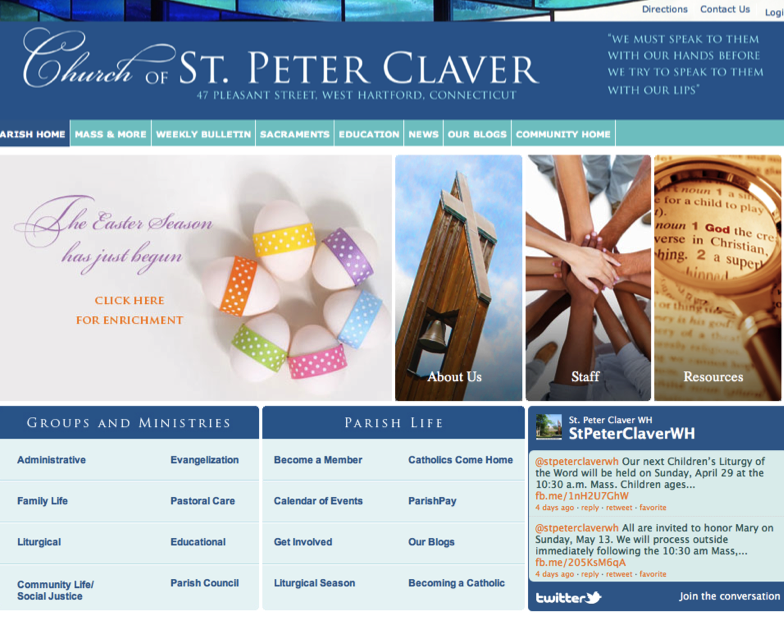 Directions Contact Us Logi
Church of St. Peter Claver
47 Pleasant Street, West Hartford, Connecticut
"We must speak to them
with our hands before
we try to speak to them
with our lips"
ARISH HOME MASS & MORE WEEKLY BULLETIN SACRAMENTS EDUCATION NEWS OUR BLOGS COMMUNITY HOME
The Easter Season
has just begun
CLICK HERE
FOR ENRICHMENT
About Us
Staff
noun 1 a
e for a child to play
).
noun 1 God the cre
verse in Christian,
hing. 2 a super
Resources
Groups and Ministries
Administrative Evangelization
Family Life Pastoral Care
Liturgical Educational
Community Life/ Parish Council
Social Justice
Parish Life
Become a Member Catholics Come Home
Calendar of Events ParishPay
Get Involved Our Blogs
Liturgical Season Becoming a Catholic
St. Peter Claver WH
StPeterClaverWH
@stpeterclaverwh Our next Children's Liturgy of
the Word will be held on Sunday, April 29 at the
10:30 a.m. Mass. Children ages...
fb.me/1nH2U7GhW
4 days ago · reply · retweet · favorite
@stpeterclaverwh All are invited to honor Mary on
Sunday, May 13. We will process outside
immediately following the 10:30 am Mass,...
fb.me/205KsM6qA
4 days ago · reply · retweet · favorite
twitter Join the conversation